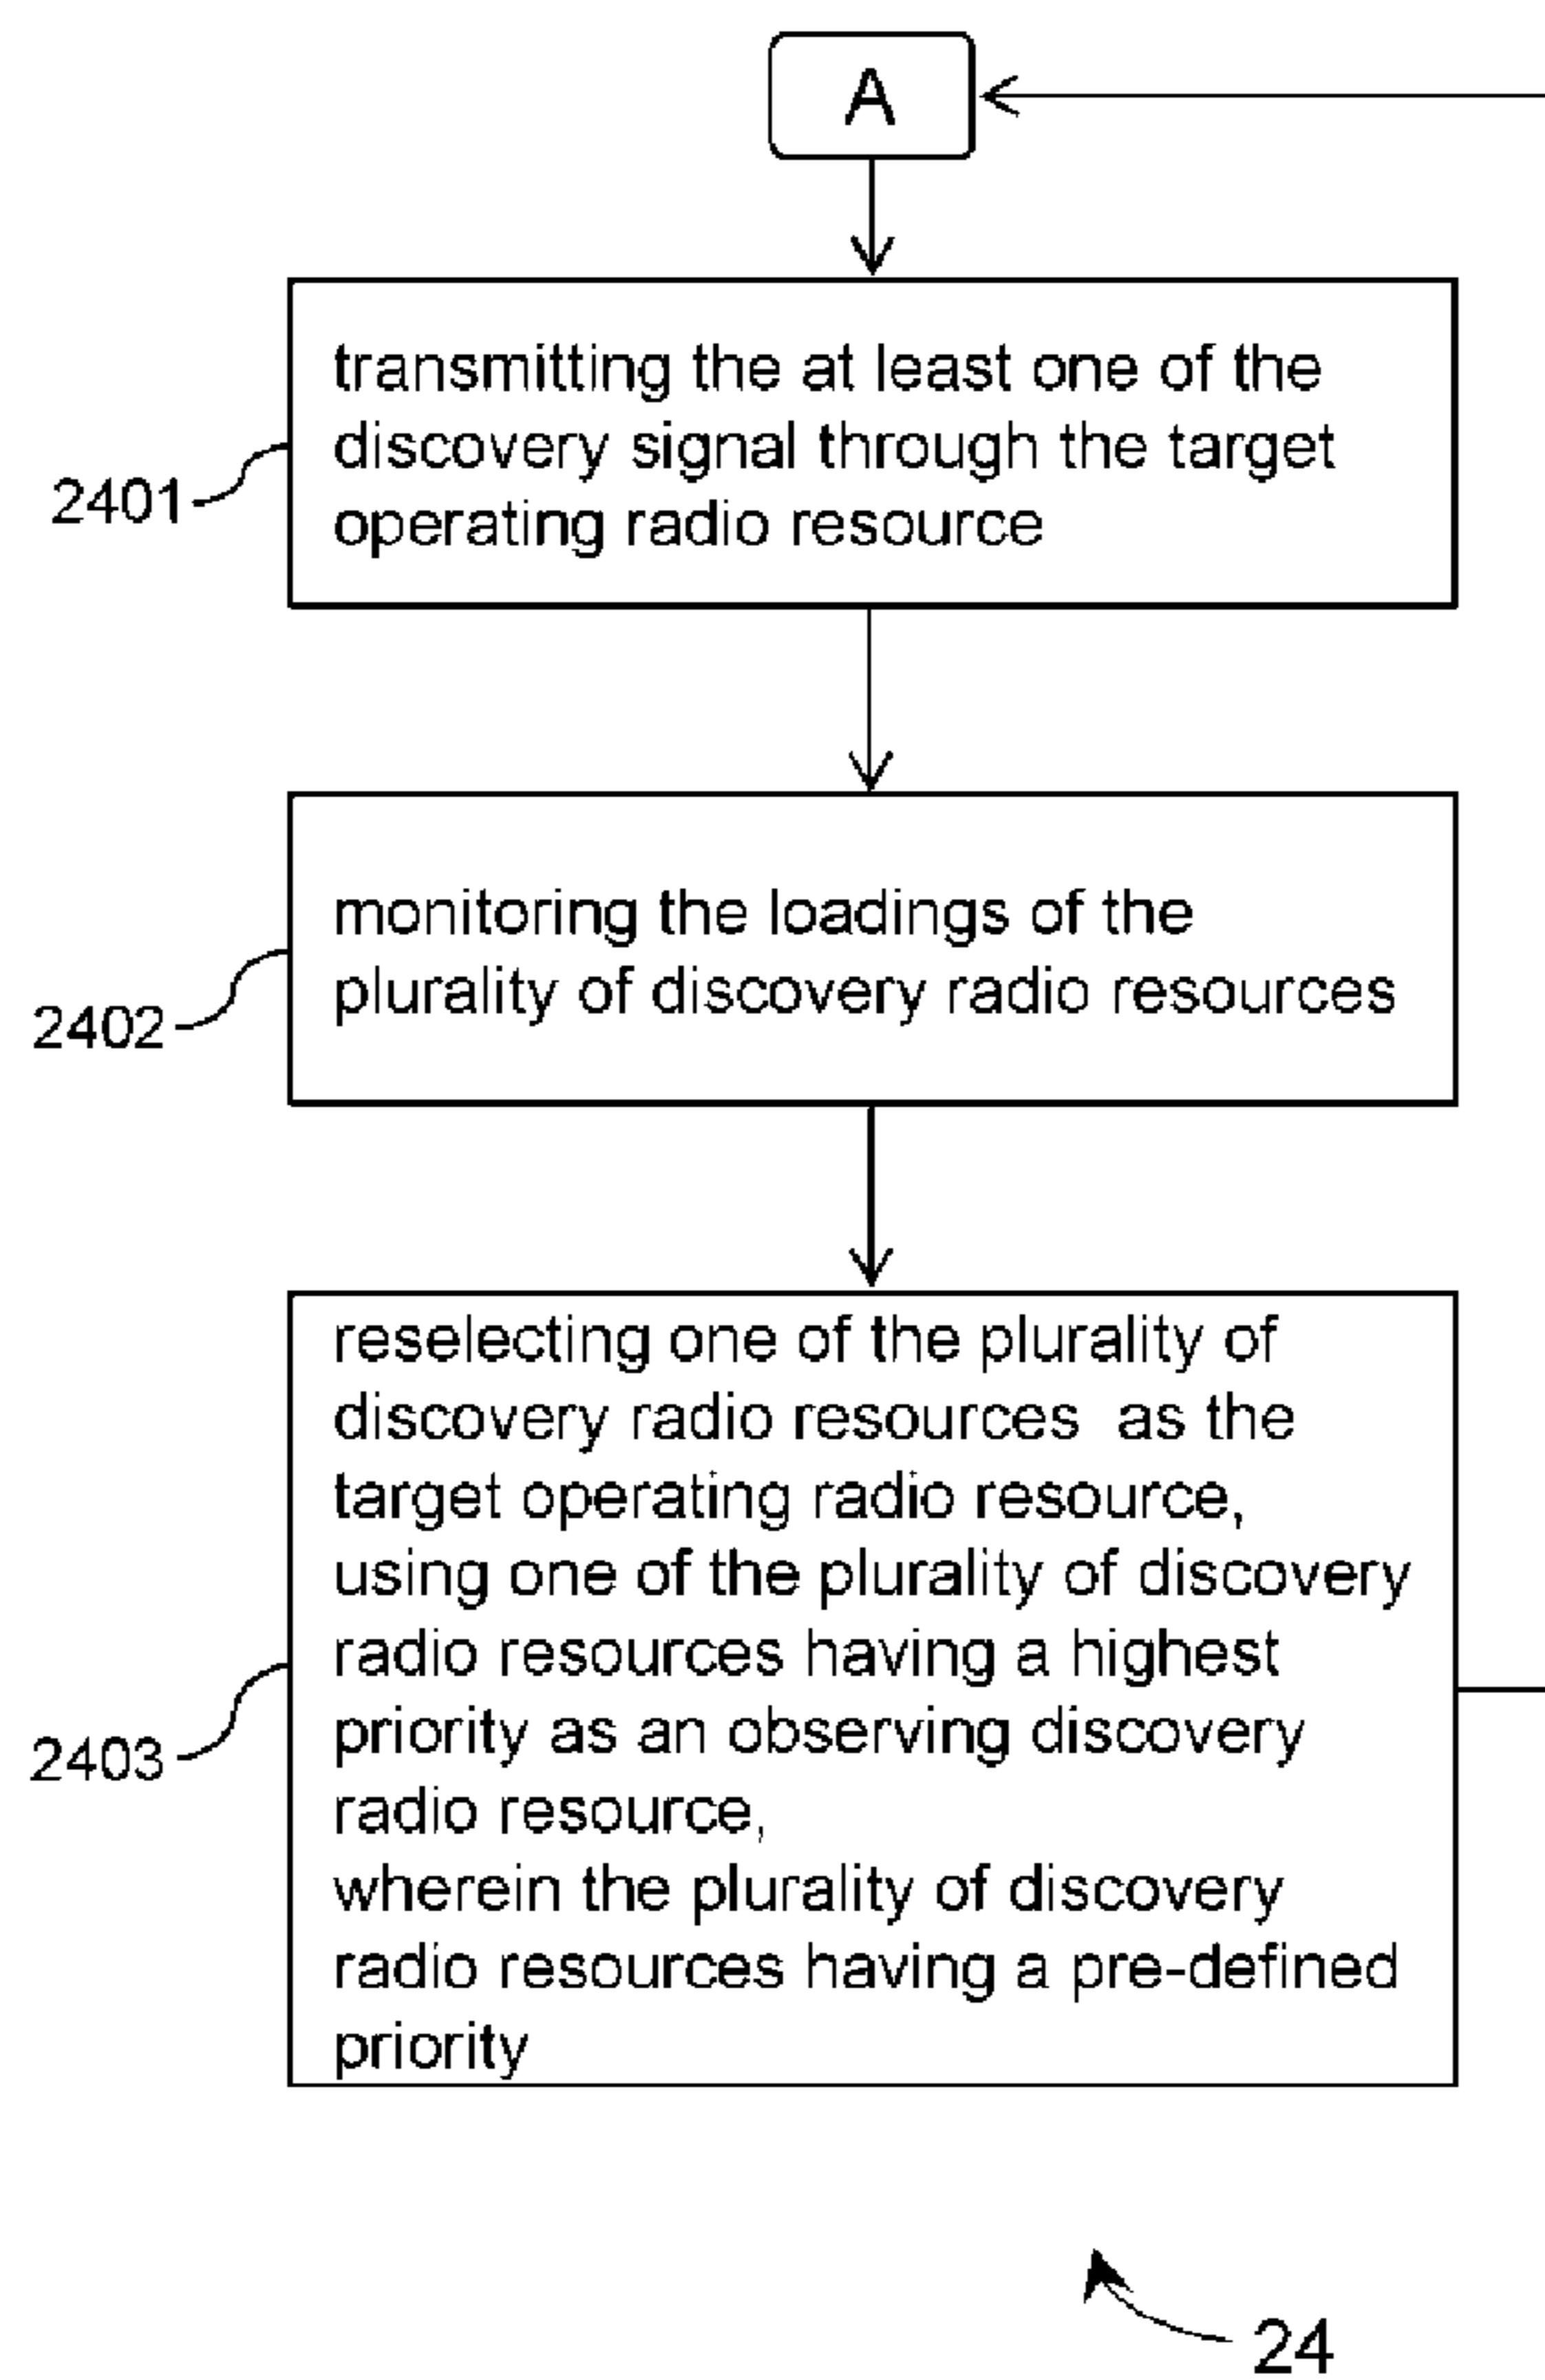 A
transmitting the at least one of the
discovery signal through the target
operating radio resource
2401
monitoring the loadings of the
plurality of discovery radio resources
2402
reselecting one of the plurality of
discovery radio resources as the
target operating radio resource,
using one of the plurality of discovery
radio resources having a highest
priority as an observing discovery
radio resource,
wherein the plurality of discovery
radio resources having a pre-defined
priority
2403
24